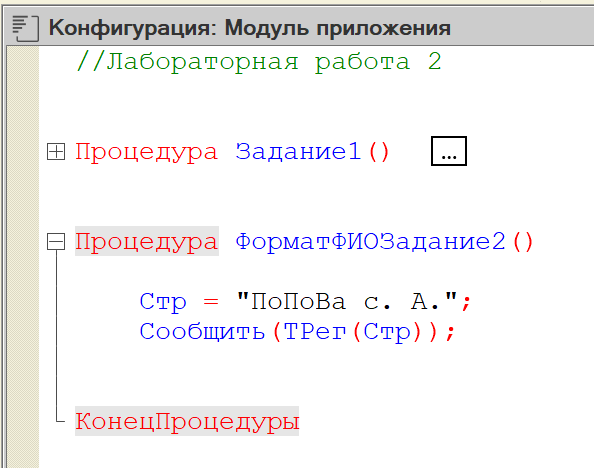 Конфигурация: Модуль приложения
//Лабораторная работа 2
Процедура Задание1() ...
Процедура ФорматФИОЗадание2()
Стр = "ПоПоВа с. А.";
Сообщить(ТРег(Стр));
КонецПроцедуры